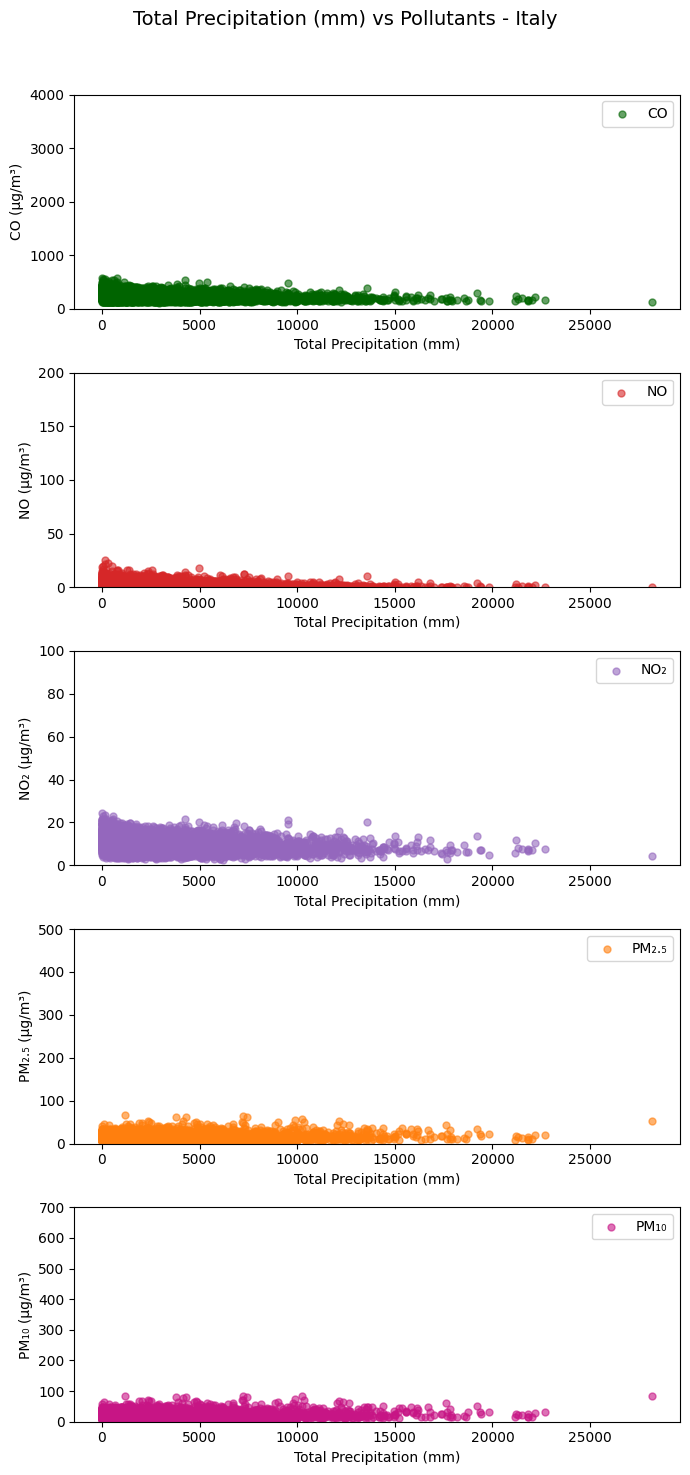 Total Precipitation (mm) vs Pollutants - Italy
4000
3000
2000
1000
0
CO (μg/m³)
CO
0 5000 10000 15000 20000 25000
Total Precipitation (mm)
200
150
100
50
0
NO (μg/m³)
NO
0 5000 10000 15000 20000 25000
Total Precipitation (mm)
100
80
60
40
20
0
NO₂ (μg/m³)
NO₂
0 5000 10000 15000 20000 25000
Total Precipitation (mm)
500
400
300
200
100
0
PM₂.₅ (μg/m³)
PM₂.₅
0 5000 10000 15000 20000 25000
Total Precipitation (mm)
700
600
500
400
300
200
100
0
PM₁₀ (μg/m³)
PM₁₀
0 5000 10000 15000 20000 25000
Total Precipitation (mm)